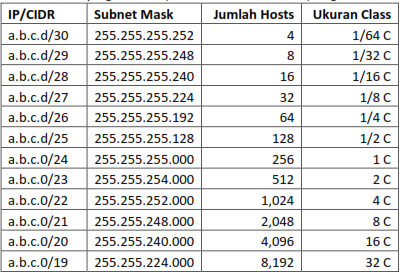 IP/CIDR Subnet Mask Jumlah Hosts Ukuran Class
a.b.c.d/30 255.255.255.252 4 1/64 C
a.b.c.d/29 255.255.255.248 8 1/32 C
a.b.c.d/28 255.255.255.240 16 1/16 C
a.b.c.d/27 255.255.255.224 32 1/8 C
a.b.c.d/26 255.255.255.192 64 1/4 C
a.b.c.d/25 255.255.255.128 128 1/2 C
a.b.c.0/24 255.255.255.000 256 1 C
a.b.c.0/23 255.255.254.000 512 2 C
a.b.c.0/22 255.255.252.000 1,024 4 C
a.b.c.0/21 255.255.248.000 2,048 8 C
a.b.c.0/20 255.255.240.000 4,096 16 C
a.b.c.0/19 255.255.224.000 8,192 32 C